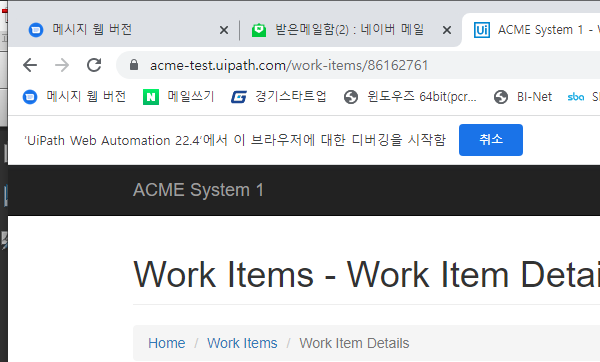 메시지 웹 버전
받은메일함(2) : 네이버 메일
ACME System 1 -
acme-test.uipath.com/work-items/86162761
메시지 웹 버전
메일쓰기
경기스타트업
윈도우즈 64bit(pcr...
BI-Net
sba
'UiPath Web Automation 22.4'에서 이 브라우저에 대한 디버깅을 시작함
취소
ACME System 1
Work Items - Work Item Detai
Home / Work Items / Work Item Details